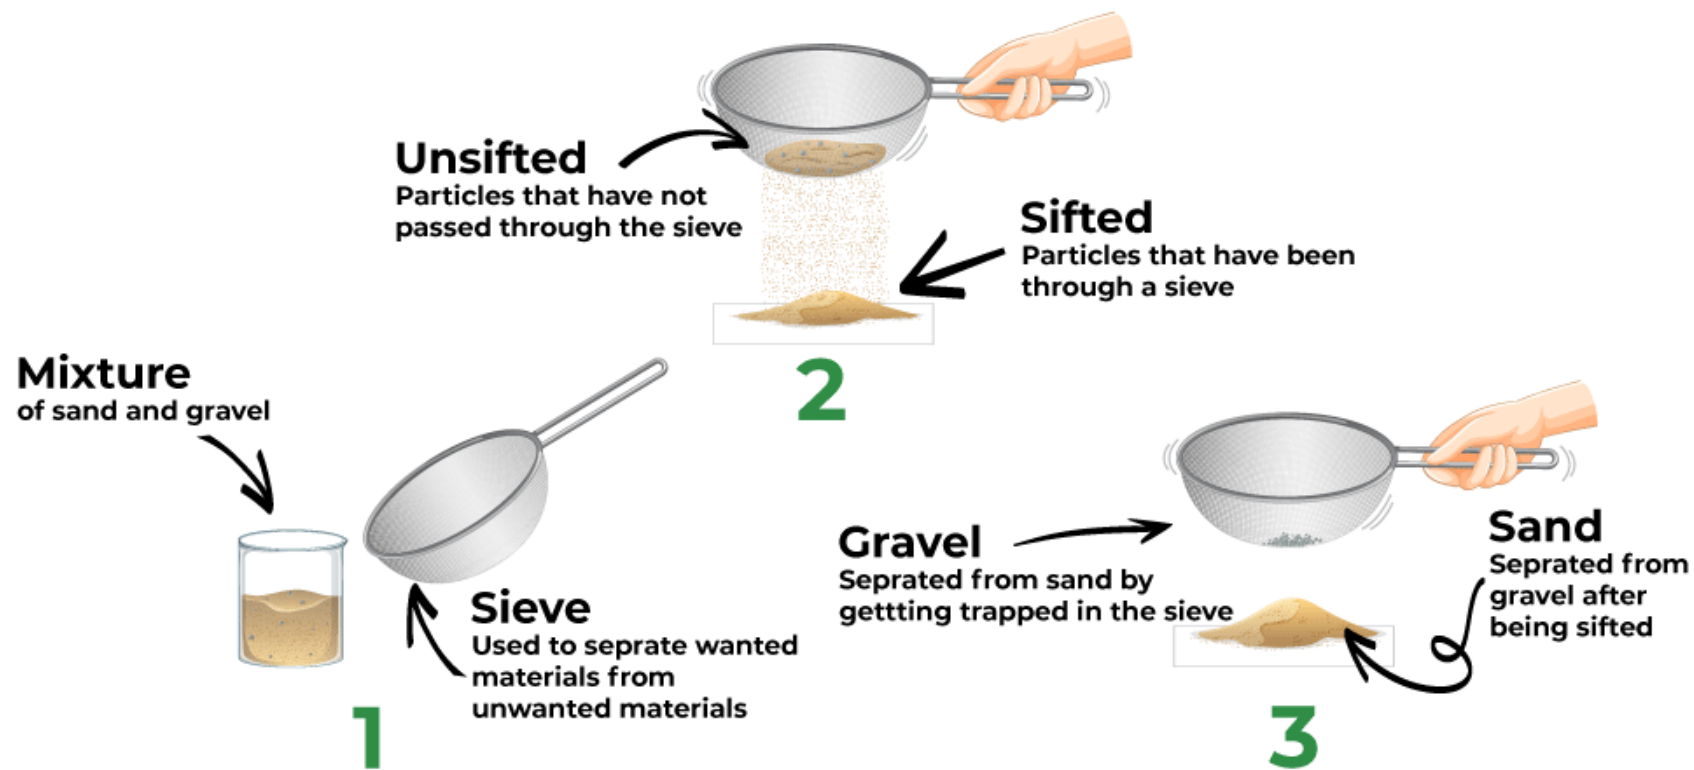 Mixture
of sand and gravel
Sieve
Used to seprate wanted
materials from
unwanted materials
1
Unsifted
Particles that have not
passed through the sieve
Sifted
Particles that have been
through a sieve
2
Gravel
Seprated from sand by
gettting trapped in the sieve
Sand
Seprated from
gravel after
being sifted
3